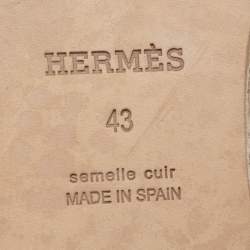 HERMÈS
43
semelle cuir
MADE IN SPAIN